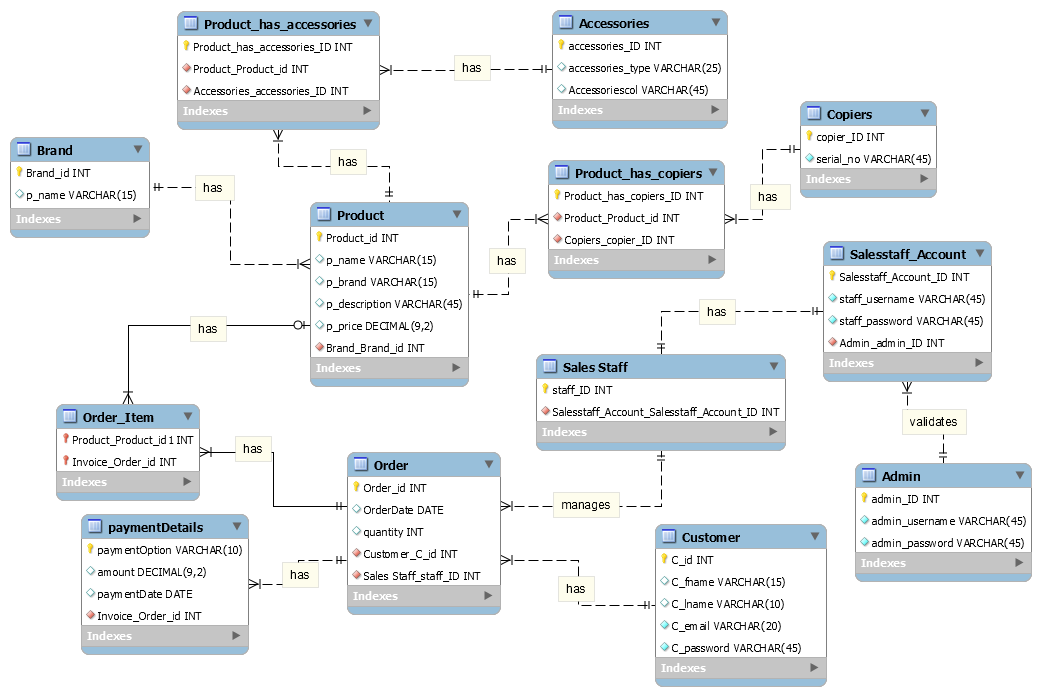 Product_has_accessories
Product_has_accessories_ID INT
Product_Product_id INT
Accessories_accessories_ID INT
Indexes
has
Accessories
accessories_ID INT
accessories_type VARCHAR(25)
Accessoriescol VARCHAR(45)
Indexes
Copiers
copier_ID INT
serial_no VARCHAR(45)
Indexes
Brand
Brand_id INT
p_name VARCHAR(15)
Indexes
has
has
Product_has_copiers
Product_has_copiers_ID INT
Product_Product_id INT
Copiers_copier_ID INT
Indexes
has
Product
Product_id INT
p_name VARCHAR(15)
p_brand VARCHAR(15)
p_description VARCHAR(45)
p_price DECIMAL(9,2)
Brand_Brand_id INT
Indexes
has
Salesstaff_Account
Salesstaff_Account_ID INT
staff_username VARCHAR(45)
staff_password VARCHAR(45)
Admin_admin_ID INT
Indexes
has
has
Sales Staff
staff_ID INT
Salesstaff_Account_Salesstaff_Account_ID INT
Indexes
Order_Item
Product_Product_id1 INT
Invoice_Order_id INT
Indexes
has
validates
Order
Order_id INT
OrderDate DATE
quantity INT
Customer_C_id INT
Sales Staff_staff_ID INT
Indexes
manages
Admin
admin_ID INT
admin_username VARCHAR(45)
admin_password VARCHAR(45)
Indexes
paymentDetails
paymentOption VARCHAR(10)
amount DECIMAL(9,2)
paymentDate DATE
Invoice_Order_id INT
Indexes
has
has
Customer
C_id INT
C_fname VARCHAR(15)
C_lname VARCHAR(10)
C_email VARCHAR(20)
C_password VARCHAR(45)
Indexes